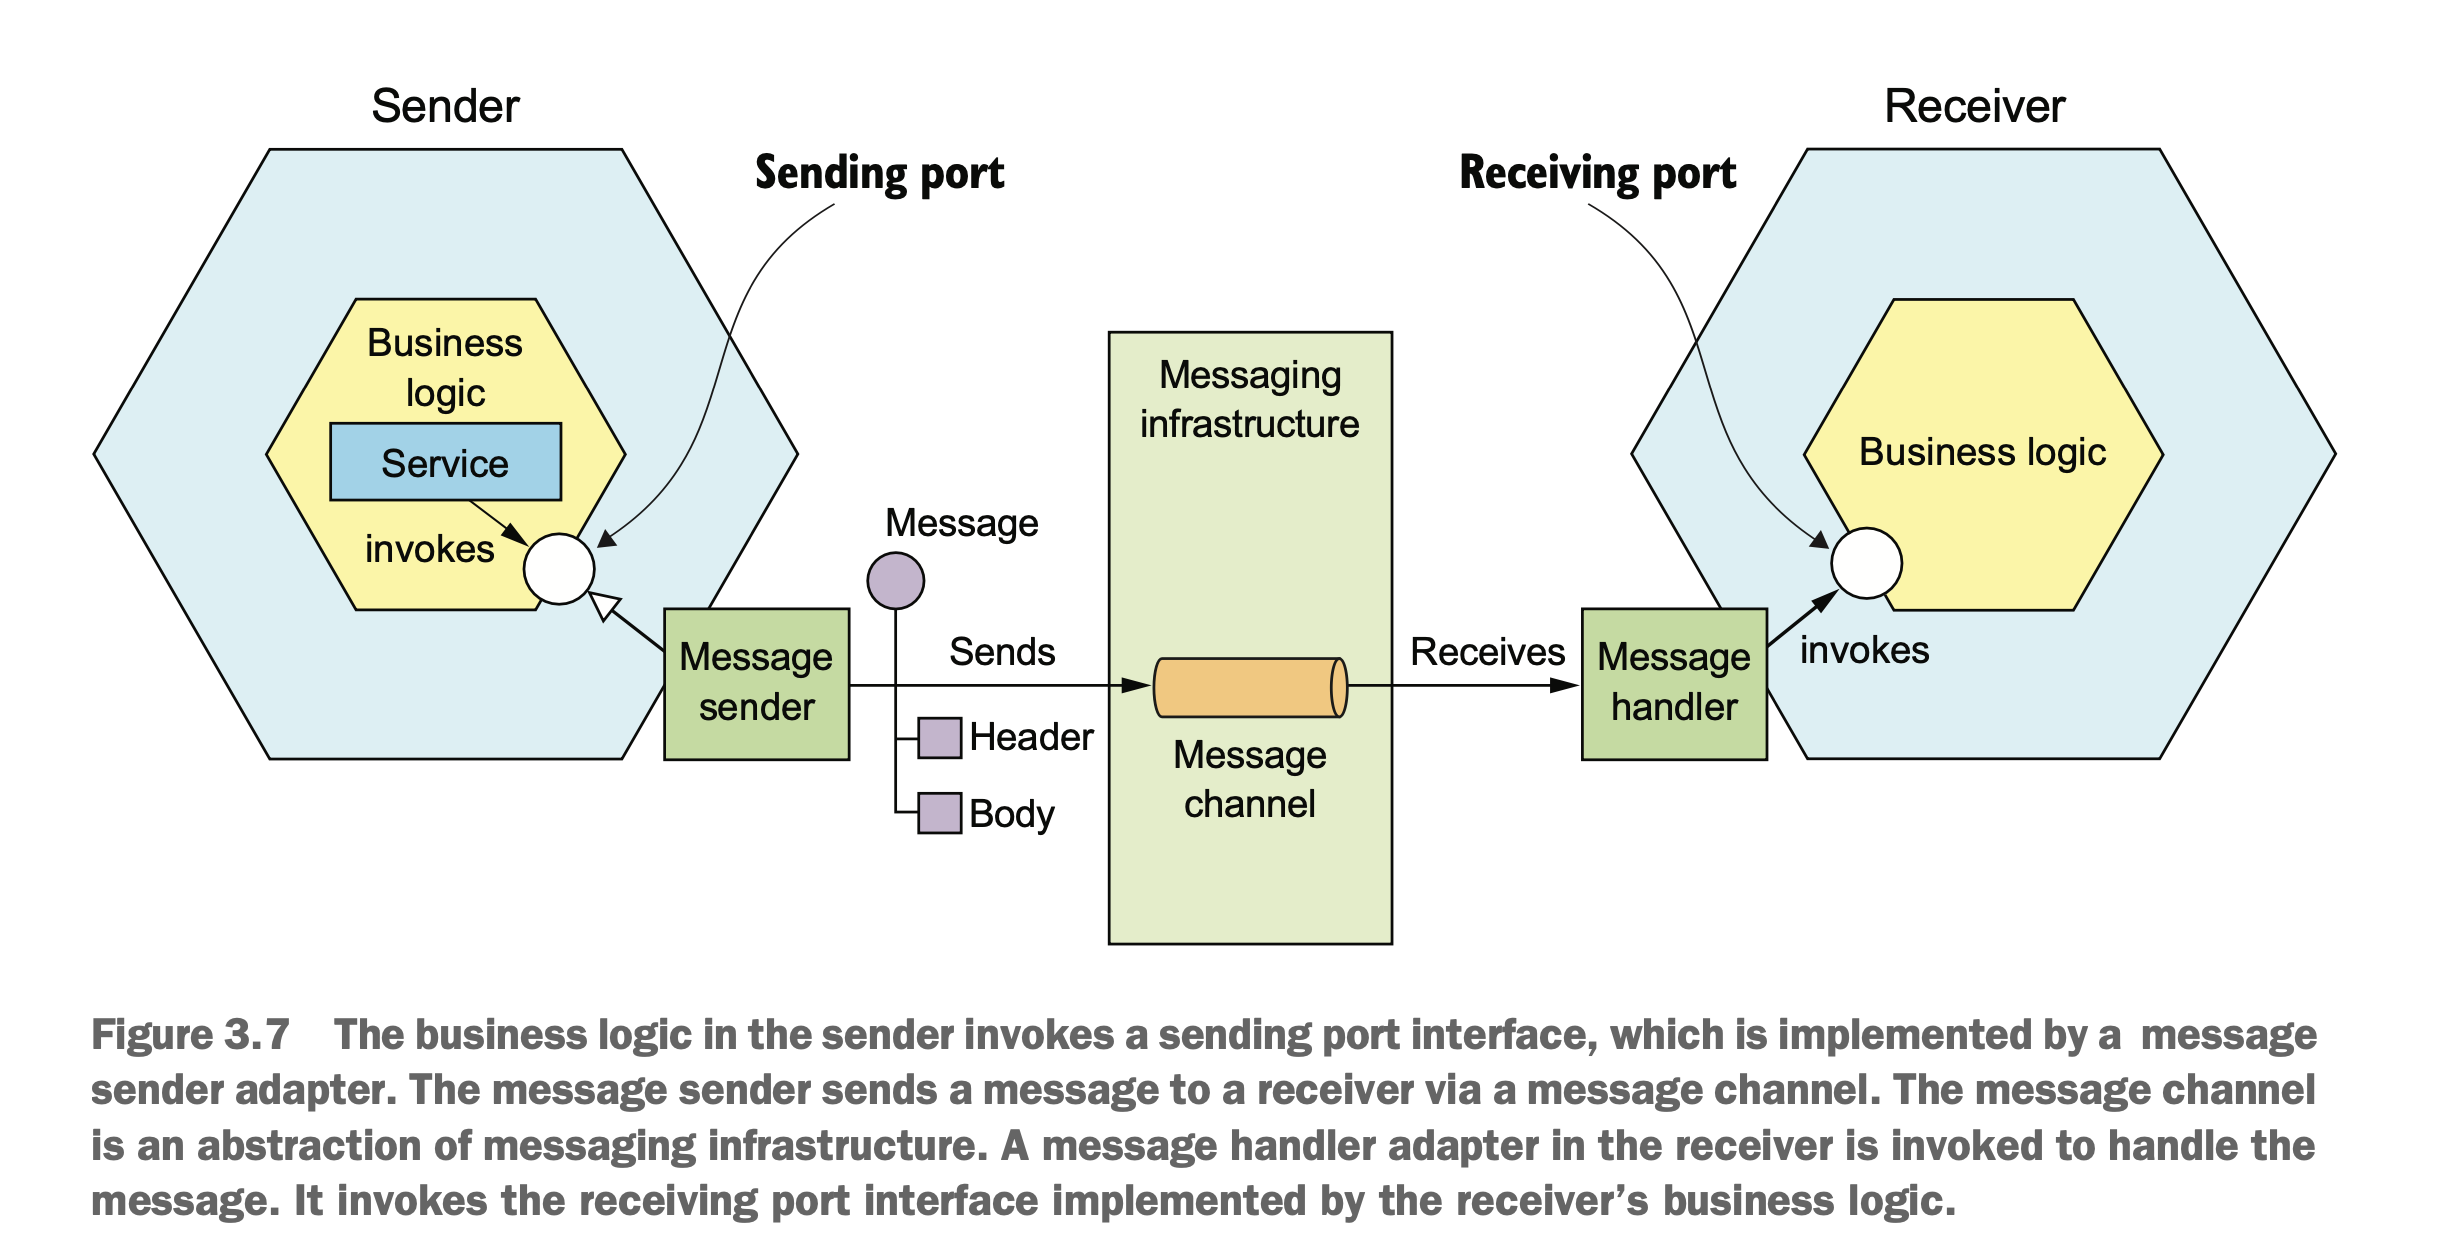 Sender
Receiver
Sending port
Receiving port
Business
logic
Service
invokes
Message
sender
Message
Sends
Header
Body
Messaging
infrastructure
Message
channel
Receives
Message
handler
invokes
Business logic
Figure 3.7 The business logic in the sender invokes a sending port interface, which is implemented by a message
sender adapter. The message sender sends a message to a receiver via a message channel. The message channel
is an abstraction of messaging infrastructure. A message handler adapter in the receiver is invoked to handle the
message. It invokes the receiving port interface implemented by the receiver’s business logic.